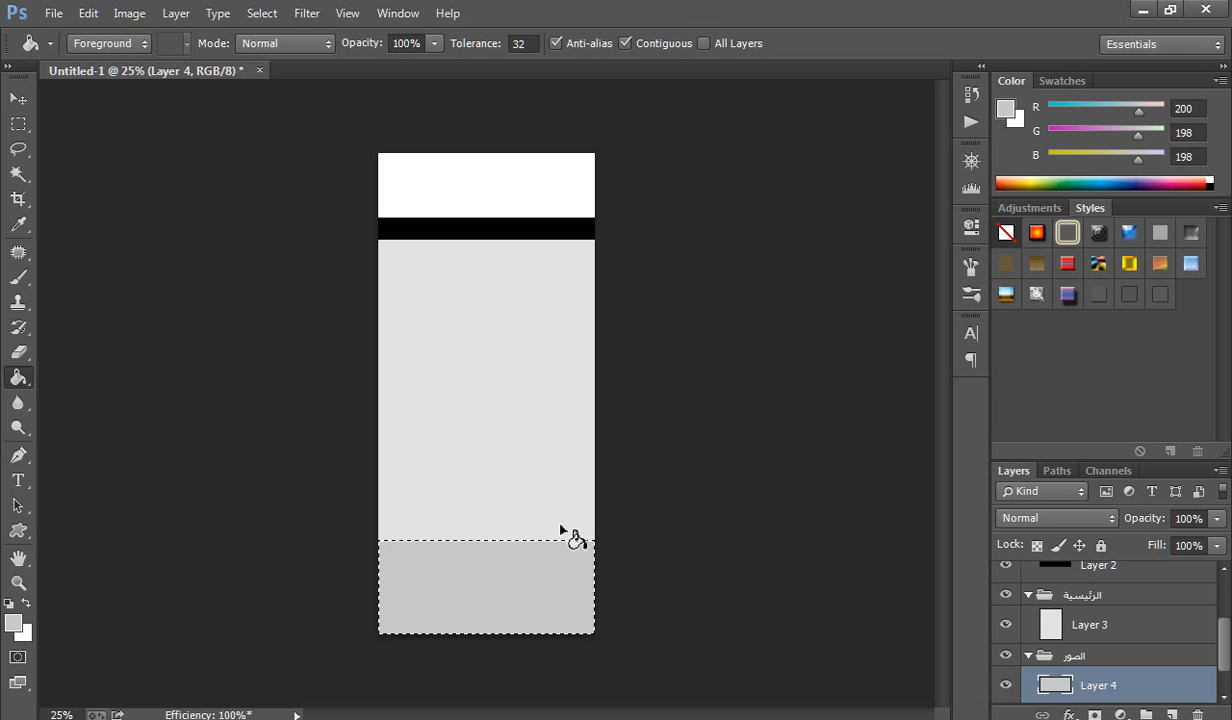 Ps File Edit Image Layer Type Select Filter View Window Help
Foreground Mode: Normal Opacity: 100% Tolerance: 32 Anti-alias Contiguous All Layers Essentials
Untitled-1 @ 25% (Layer 4, RGB/8) * ×
Color Swatches
R 200
G 198
B 198
Adjustments Styles
Layers Paths Channels
Kind
Normal Opacity: 100%
Lock: Fill: 100%
Layer 2
الرئيسية
Layer 3
الصور
Layer 4
25% Efficiency: 100%*